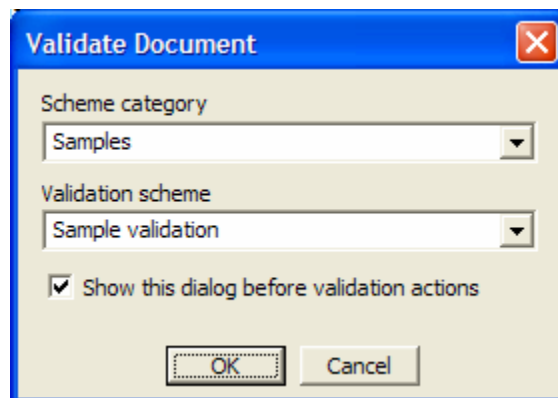 Validate Document
Scheme category
Samples
Validation scheme
Sample validation
Show this dialog before validation actions
OK Cancel